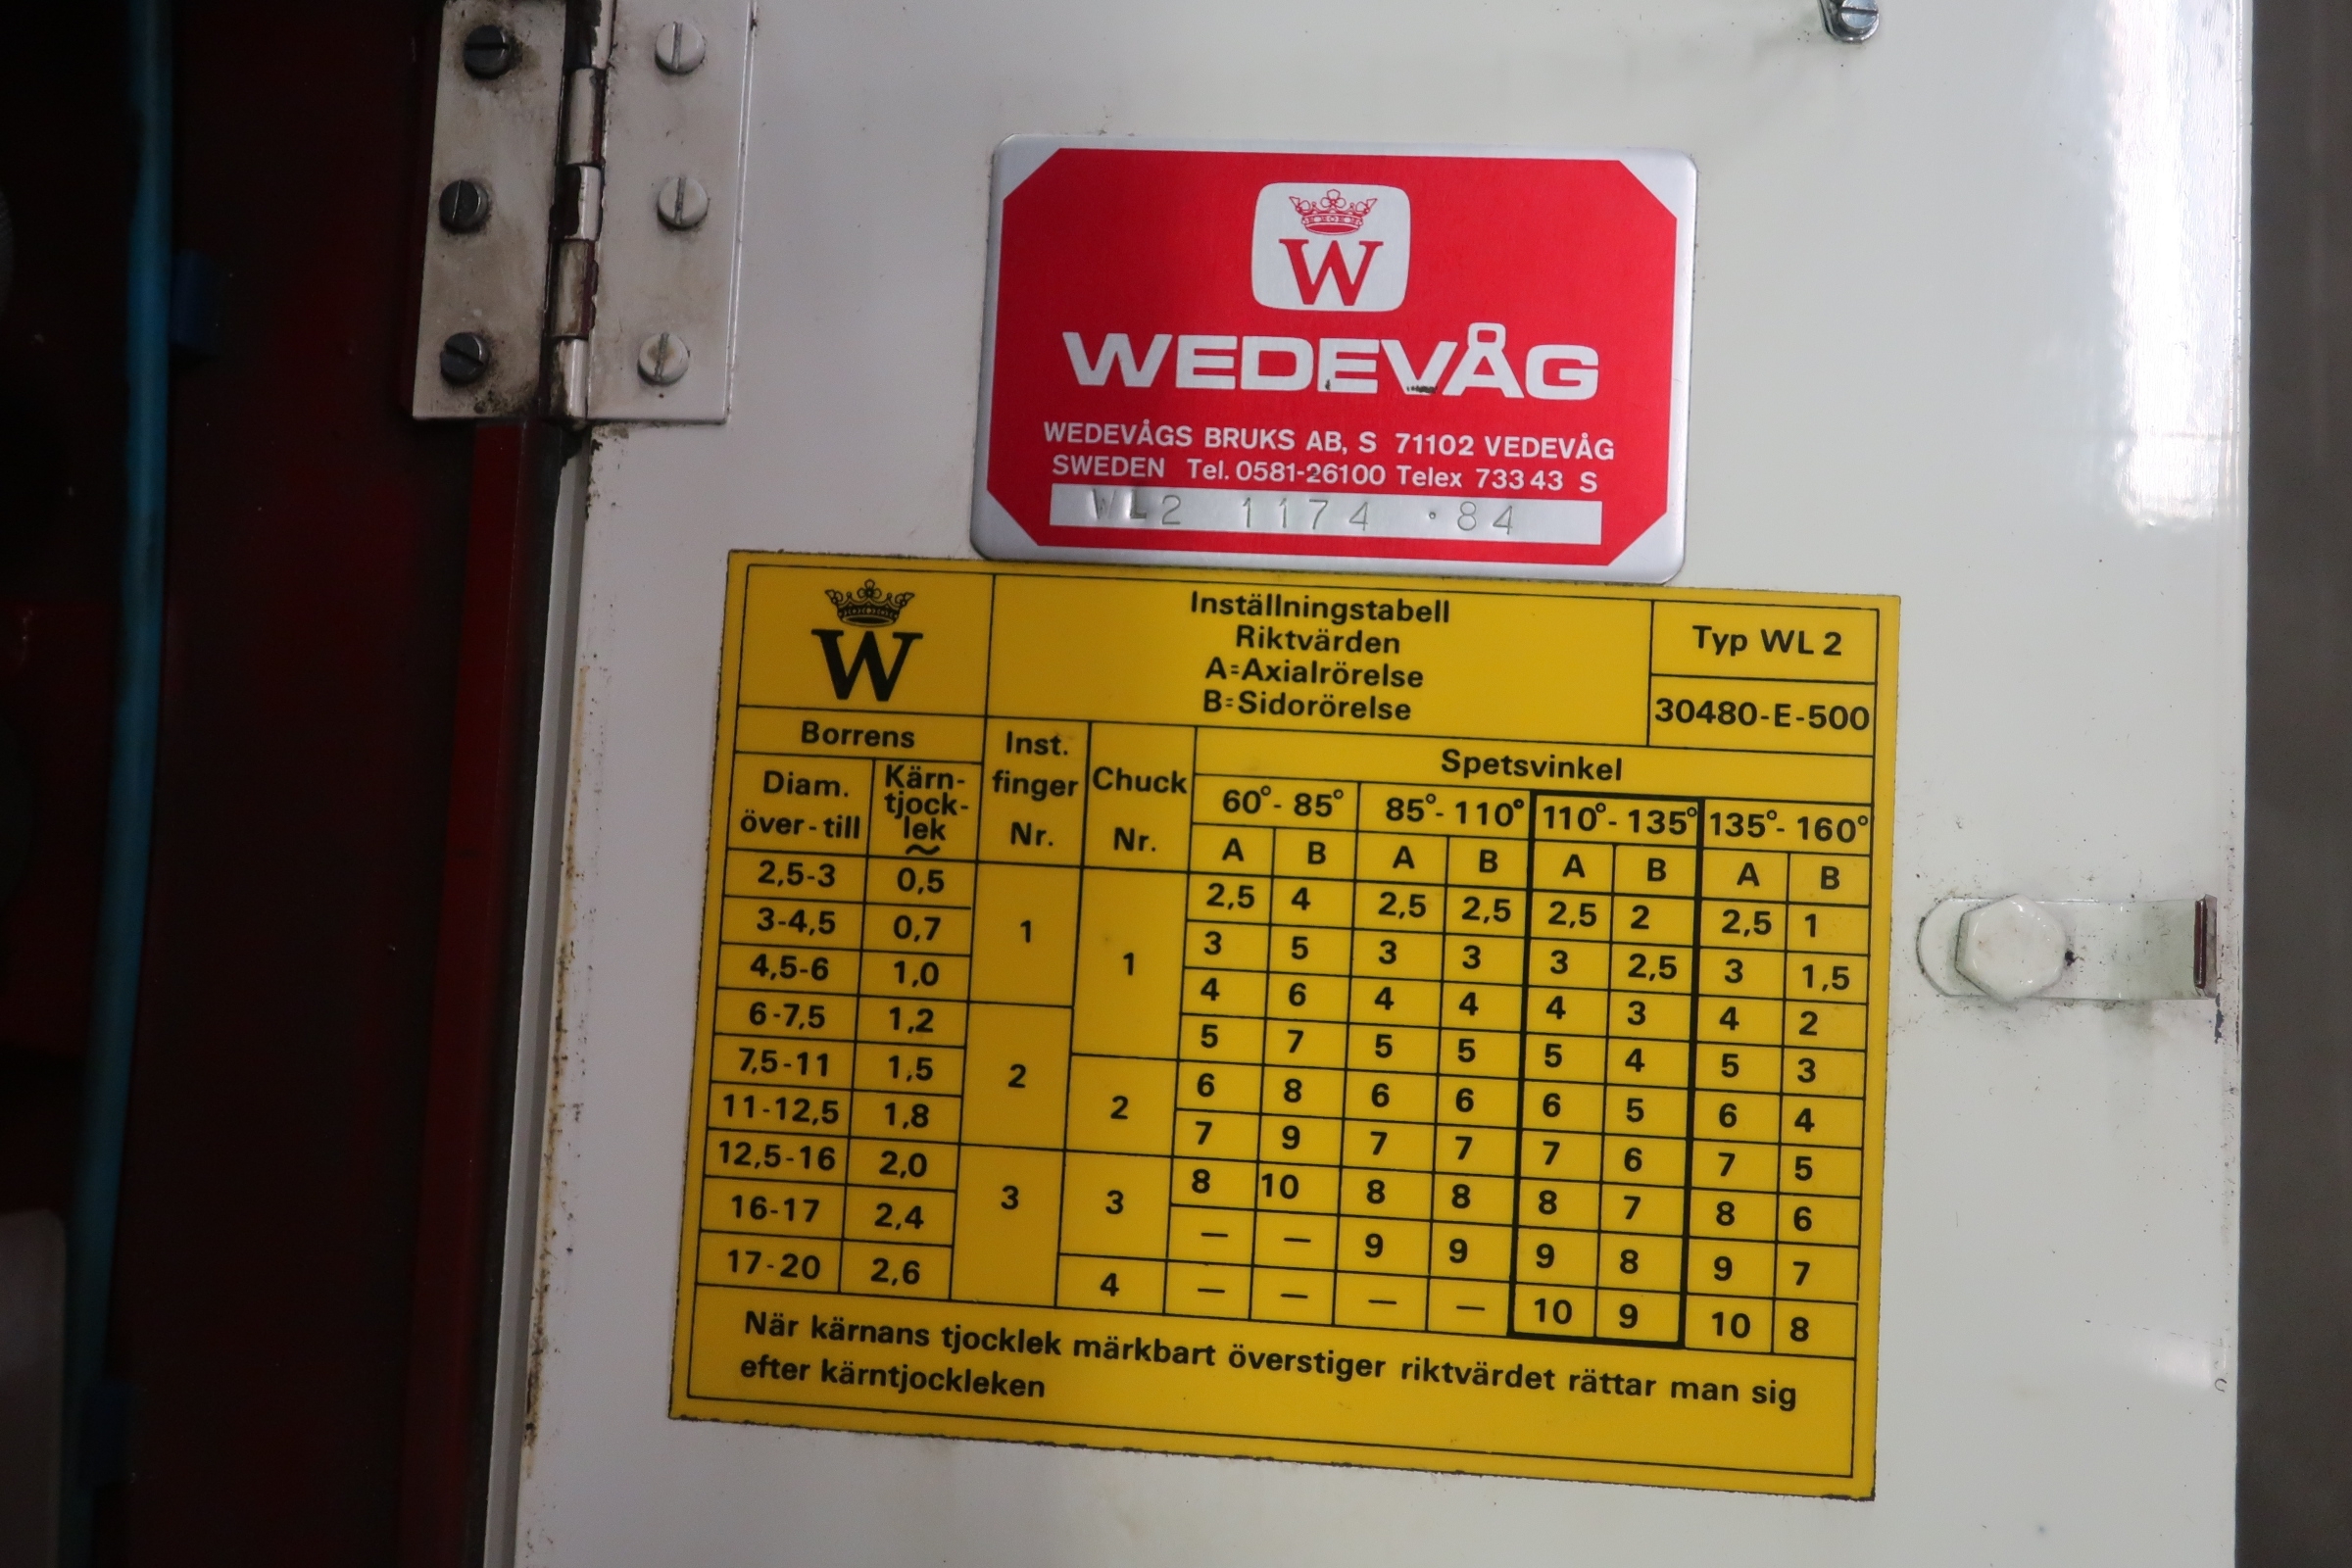 W
WEDEVÅG
WEDEVÅGS BRUKS AB, S 71102 VEDEVÅG
SWEDEN Tel. 0581-26100 Telex 733 43 S
WL2 1174 ·84
W
Inställningstabell
Riktvärden
A=Axialrörelse
B=Sidorörelse
Typ WL 2
30480-E-500
Borrens
Diam.
över-till
Kärn-
tjock-
lek
~
Inst.
finger
Nr.
Chuck
Nr.
Spetsvinkel
60°- 85° 85°- 110° 110°- 135° 135°- 160°
A B A B A B A B
2,5-3 0,5 2,5 4 2,5 2,5 2,5 2 2,5 1
3-4,5 0,7 1 1 3 5 3 3 3 2,5 3 1,5
4,5-6 1,0 4 6 4 4 4 3 4 2
6-7,5 1,2 5 7 5 5 5 4 5 3
7,5-11 1,5 2 2 6 8 6 6 6 5 6 4
11-12,5 1,8 7 9 7 7 7 6 7 5
12,5-16 2,0 3 3 8 10 8 8 8 7 8 6
16-17 2,4 — — 9 9 9 8 9 7
17-20 2,6 4 — — — — 10 9 10 8
När kärnans tjocklek märkbart överstiger riktvärdet rättar man sig
efter kärntjockleken